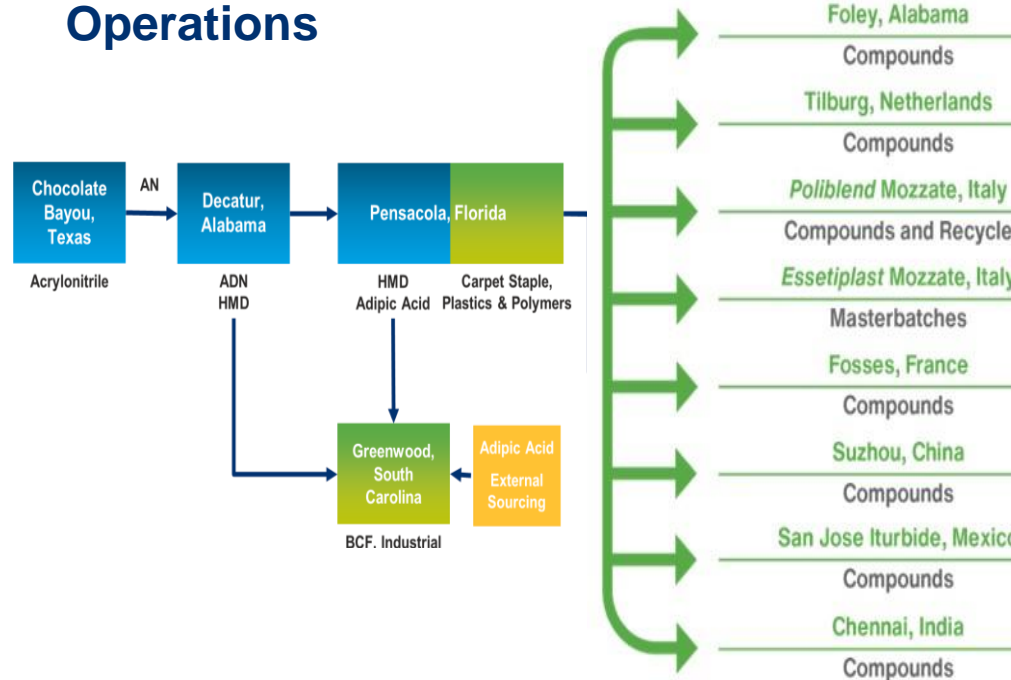 Operations
Chocolate
Bayou,
Texas
Acrylonitrile
AN
Decatur,
Alabama
ADN
HMD
Pensacola, Florida
HMD
Adipic Acid
Carpet Staple,
Plastics & Polymers
Greenwood,
South
Carolina
BCF, Industrial
Adipic Acid
External
Sourcing
Foley, Alabama
Compounds
Tilburg, Netherlands
Compounds
Poliblend Mozzate, Italy
Compounds and Recycle
Essetiplast Mozzate, Italy
Masterbatches
Fosses, France
Compounds
Suzhou, China
Compounds
San Jose Iturbide, Mexico
Compounds
Chennai, India
Compounds